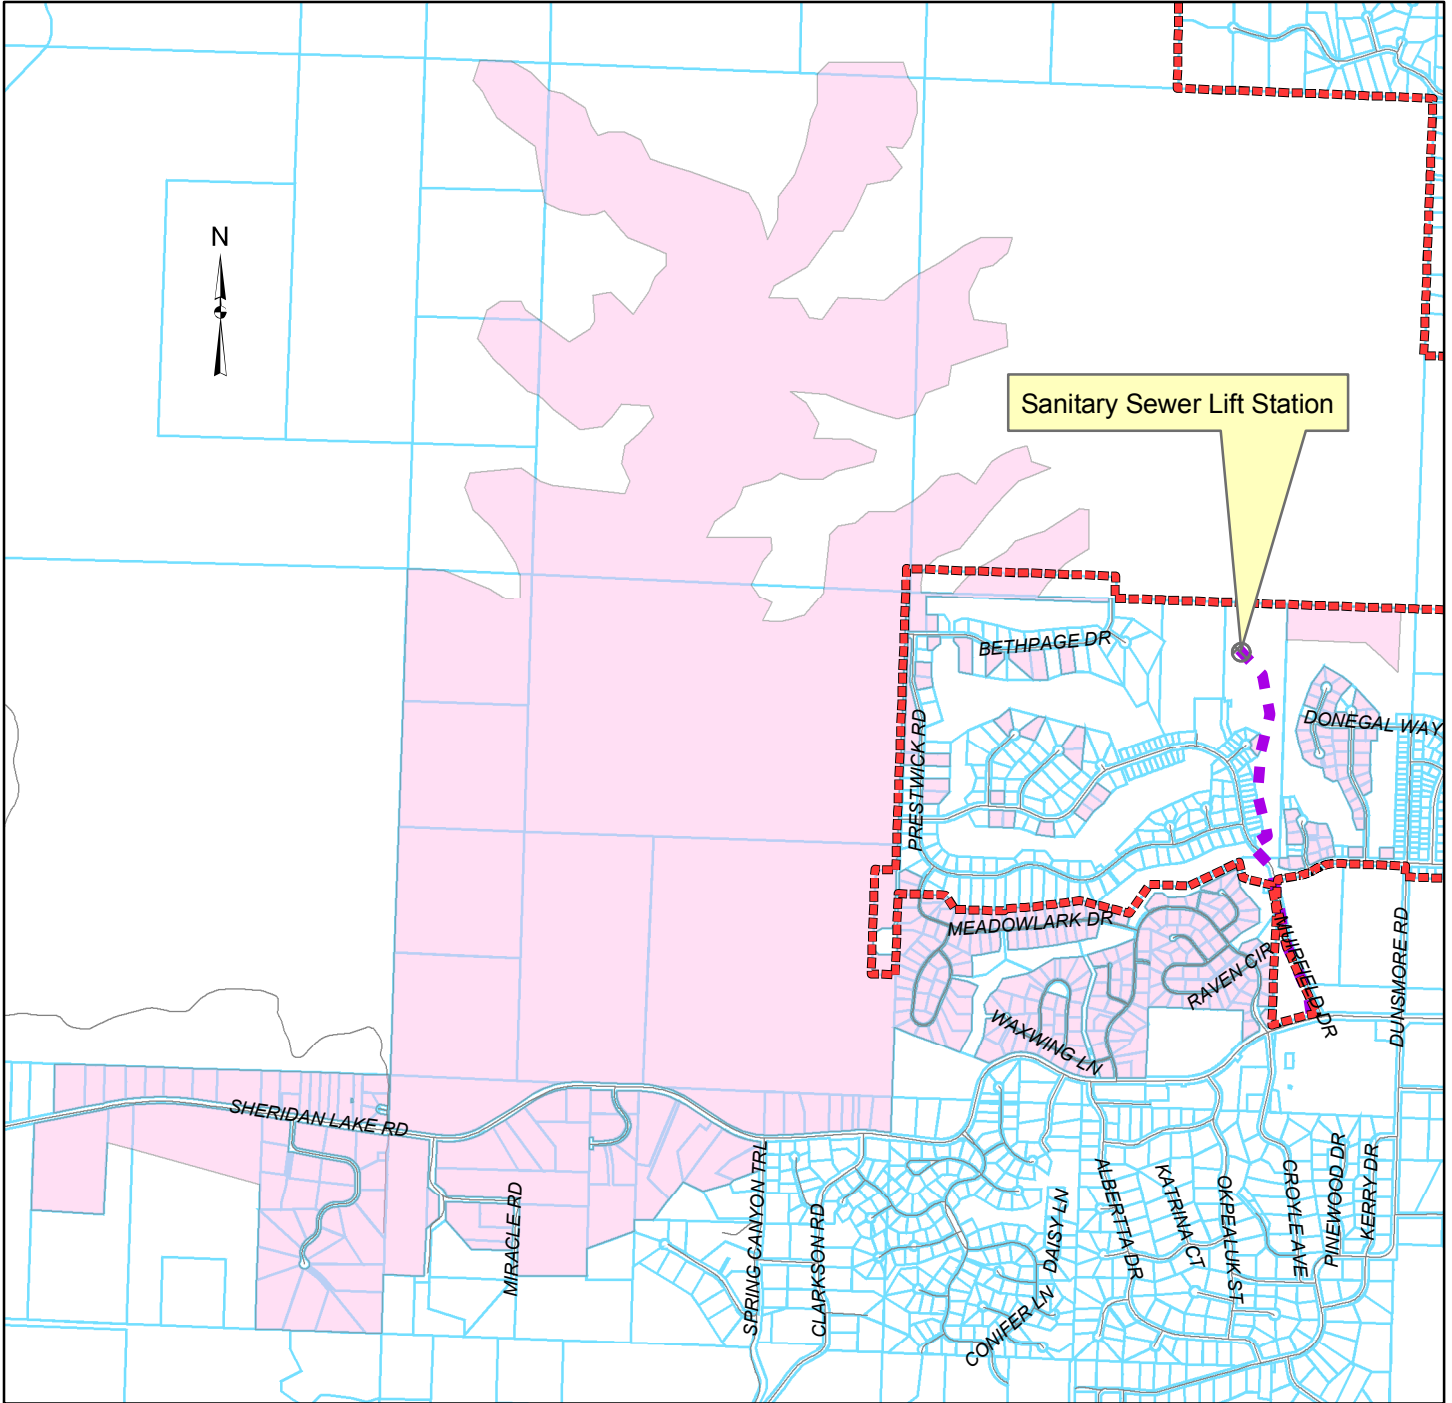 N
Sanitary Sewer Lift Station
BETHPAGE DR
PRESTWICK RD
DONEGAL WAY
MEADOWLARK DR
RAVEN CIR
MUIRFIELD DR
DUNSMORE RD
WAXWING LN
SHERIDAN LAKE RD
MIRACLE RD
SPRING CANYON TRL
CLARKSON RD
CONIFER LN
DAISY LN
ALBERTTA DR
KATRINA CT
OKPEALUK ST
CROYLE AVE
PINEWOOD DR
KERRY DR